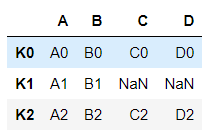 A B C D
K0 A0 B0 C0 D0
K1 A1 B1 NaN NaN
K2 A2 B2 C2 D2